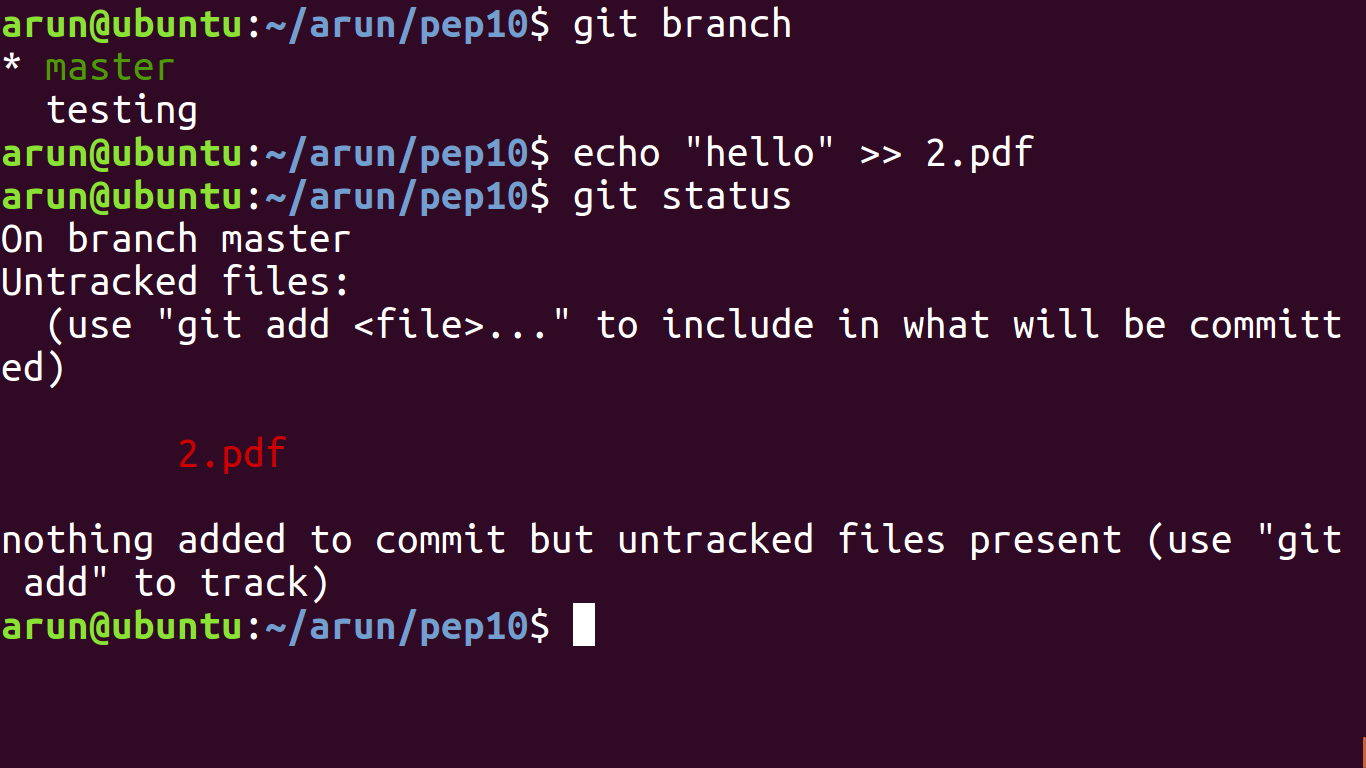 arun@ubuntu:~/arun/pep10$ git branch
* master
  testing
arun@ubuntu:~/arun/pep10$ echo "hello" >> 2.pdf
arun@ubuntu:~/arun/pep10$ git status
On branch master
Untracked files:
  (use "git add <file>..." to include in what will be committ
ed)
        2.pdf
nothing added to commit but untracked files present (use "git
 add" to track)
arun@ubuntu:~/arun/pep10$